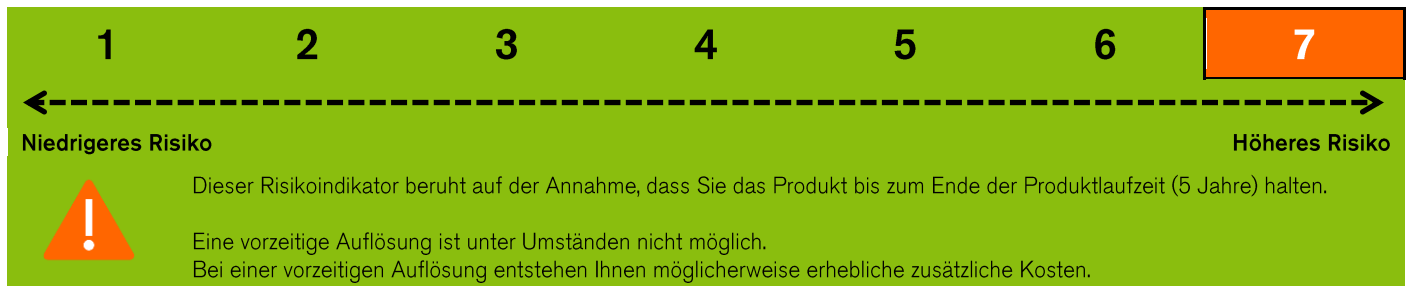 1 2 3 4 5 6 7
Niedrigeres Risiko Höheres Risiko
Dieser Risikoindikator beruht auf der Annahme, dass Sie das Produkt bis zum Ende der Produktlaufzeit (5 Jahre) halten.
Eine vorzeitige Auflösung ist unter Umständen nicht möglich.
Bei einer vorzeitigen Auflösung entstehen Ihnen möglicherweise erhebliche zusätzliche Kosten.